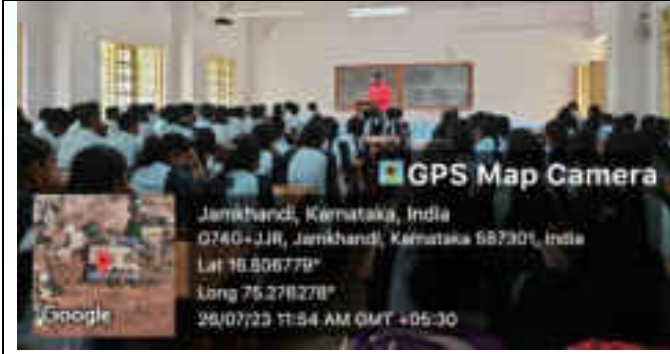 GPS Map Camera
Jamkhandi, Karnataka, India
Jamkhandi, Karnataka 587301, India
Lat 16.506779°
Long 75.276278°
26/07/23 11:54 AM GMT +05:30
Google